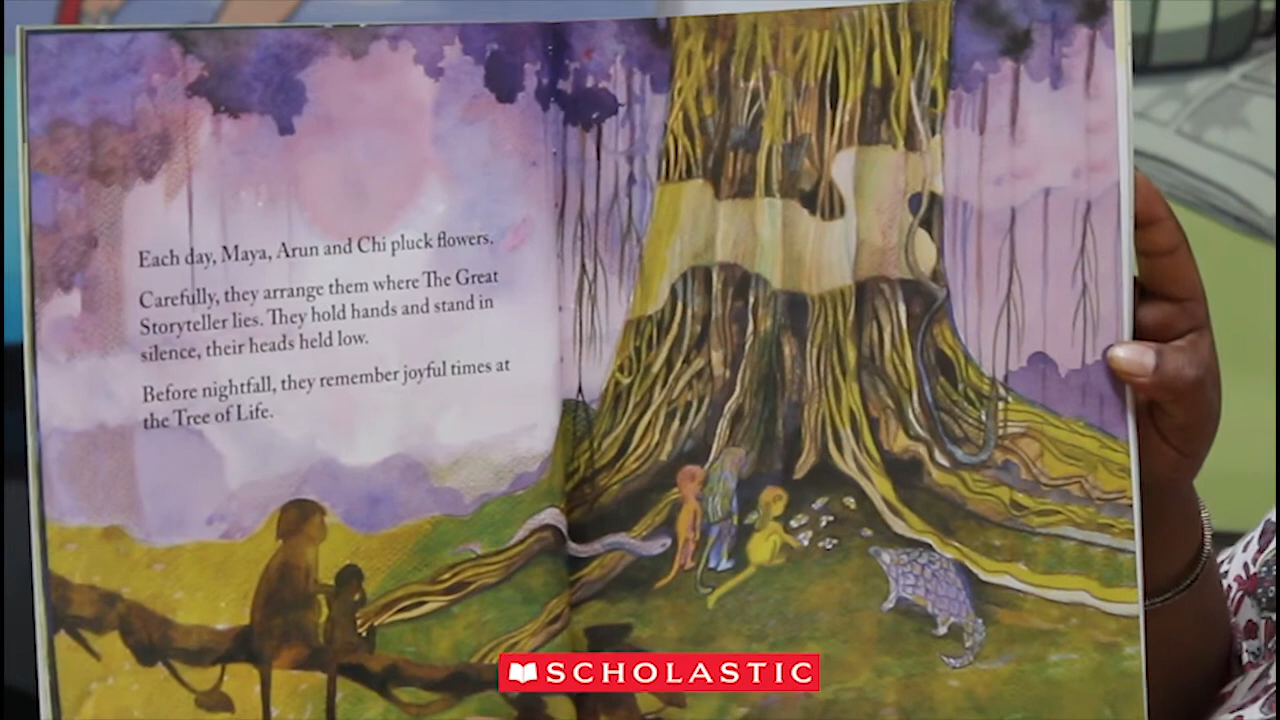 Each day, Maya, Arun and Chi pluck flowers.
Carefully, they arrange them where The Great
Storyteller lies. They hold hands and stand in
silence, their heads held low.
Before nightfall, they remember joyful times at
the Tree of Life.
SCHOLASTIC